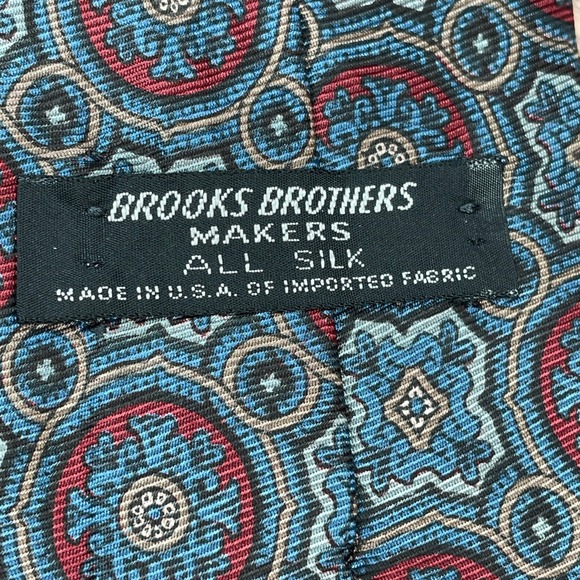 BROOKS BROTHERS
MAKERS
ALL SILK
MADE IN U.S.A. OF IMPORTED FABRIC